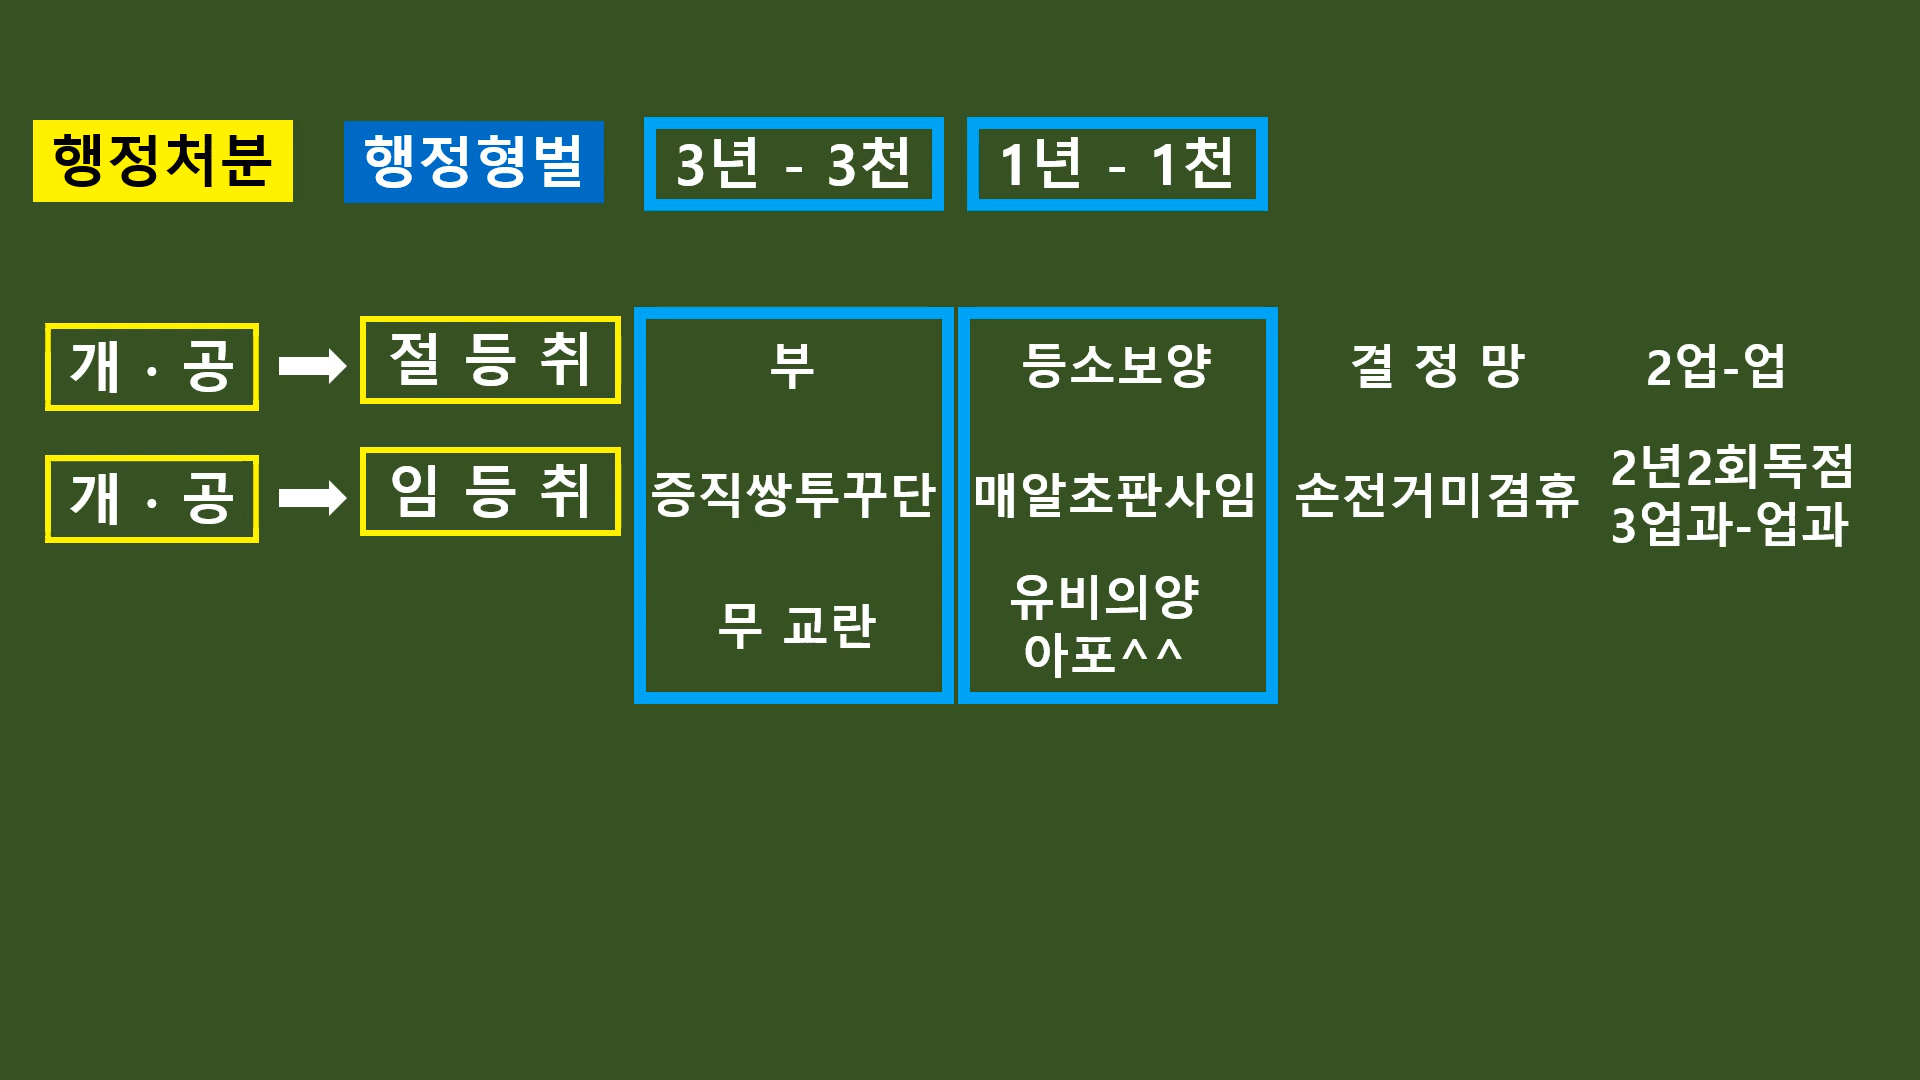 행정처분 행정형벌 3년 - 3천 1년 - 1천
개 · 공 절 등 취 부 등소보양 결 정 망 2업-업
개 · 공 임 등 취 증직쌍투꾸단 매알초판사임 손전거미겸휴 2년2회독점
3업과-업과
무 교란 유비의양
아포^^